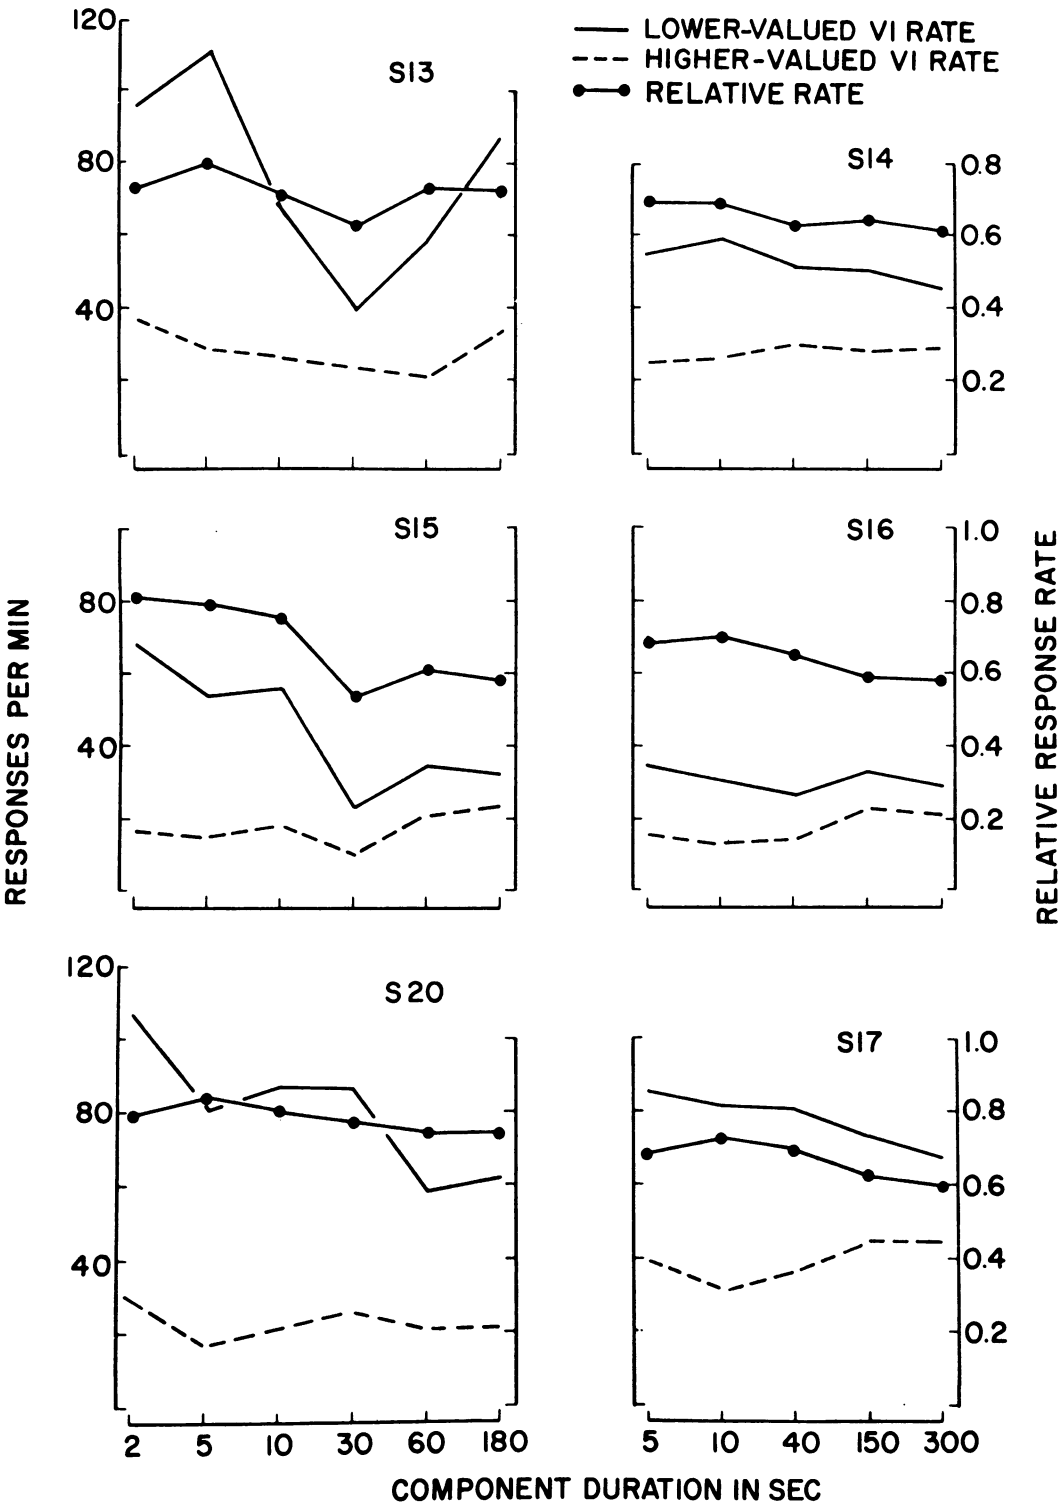 LOWER-VALUED VI RATE
HIGHER-VALUED VI RATE
RELATIVE RATE
S13
120
80
40
S14
0.8
0.6
0.4
0.2
S15
80
40
S16
1.0
0.8
0.6
0.4
0.2
RESPONSES PER MIN
RELATIVE RESPONSE RATE
S20
120
80
40
S17
1.0
0.8
0.6
0.4
0.2
2 5 10 30 60 180
5 10 40 150 300
COMPONENT DURATION IN SEC